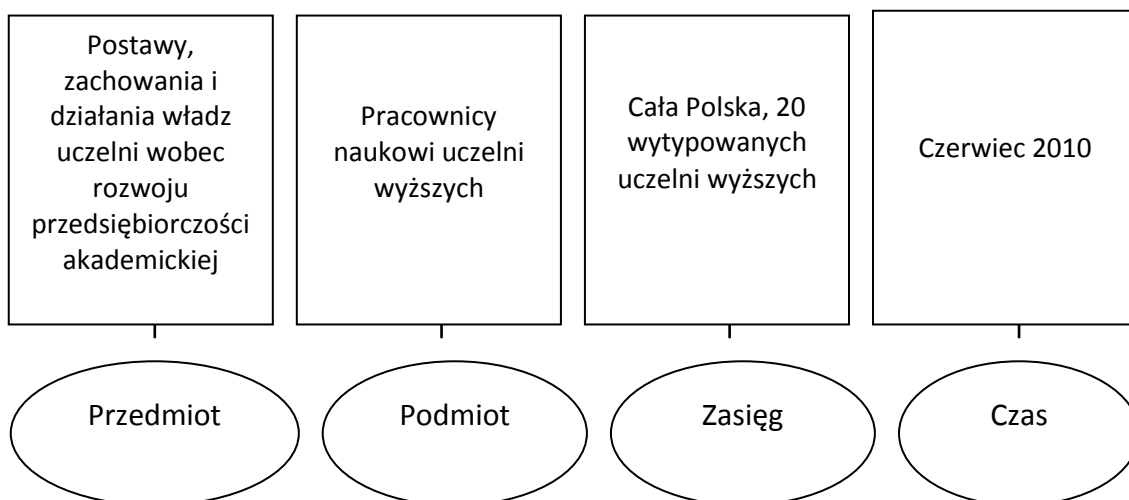 Postawy,
zachowania i
działania władz
uczelni wobec
rozwoju
przedsiębiorczości
akademickiej
Pracownicy
naukowi uczelni
wyższych
Cała Polska, 20
wytypowanych
uczelni wyższych
Czerwiec 2010
Przedmiot
Podmiot
Zasięg
Czas